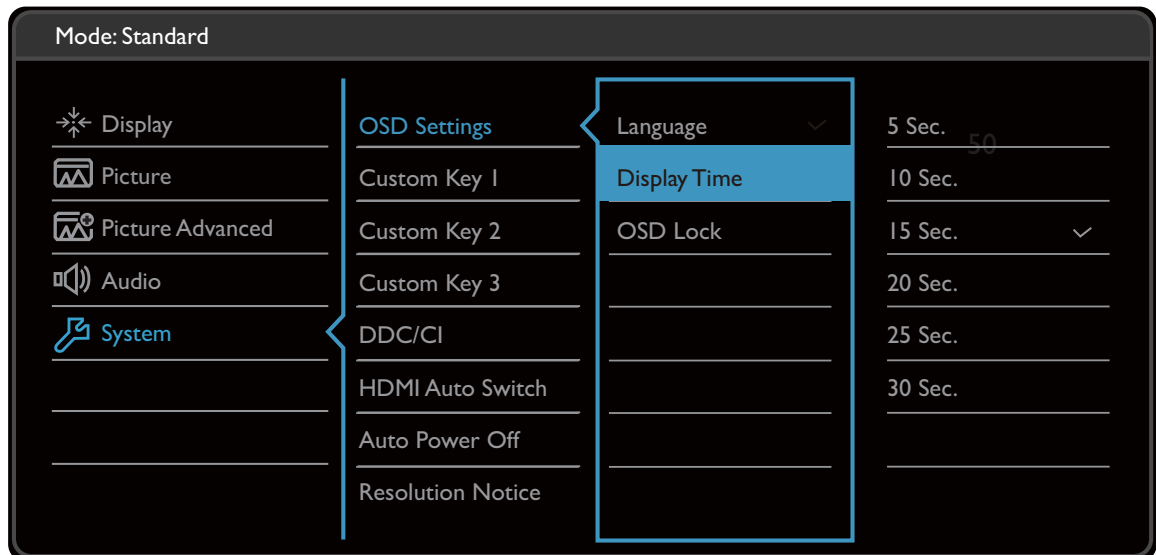 Mode: Standard
Display
Picture
Picture Advanced
Audio
System
OSD Settings
Custom Key 1
Custom Key 2
Custom Key 3
DDC/CI
HDMI Auto Switch
Auto Power Off
Resolution Notice
Language
Display Time
OSD Lock
5 Sec.
50
10 Sec.
15 Sec.
20 Sec.
25 Sec.
30 Sec.